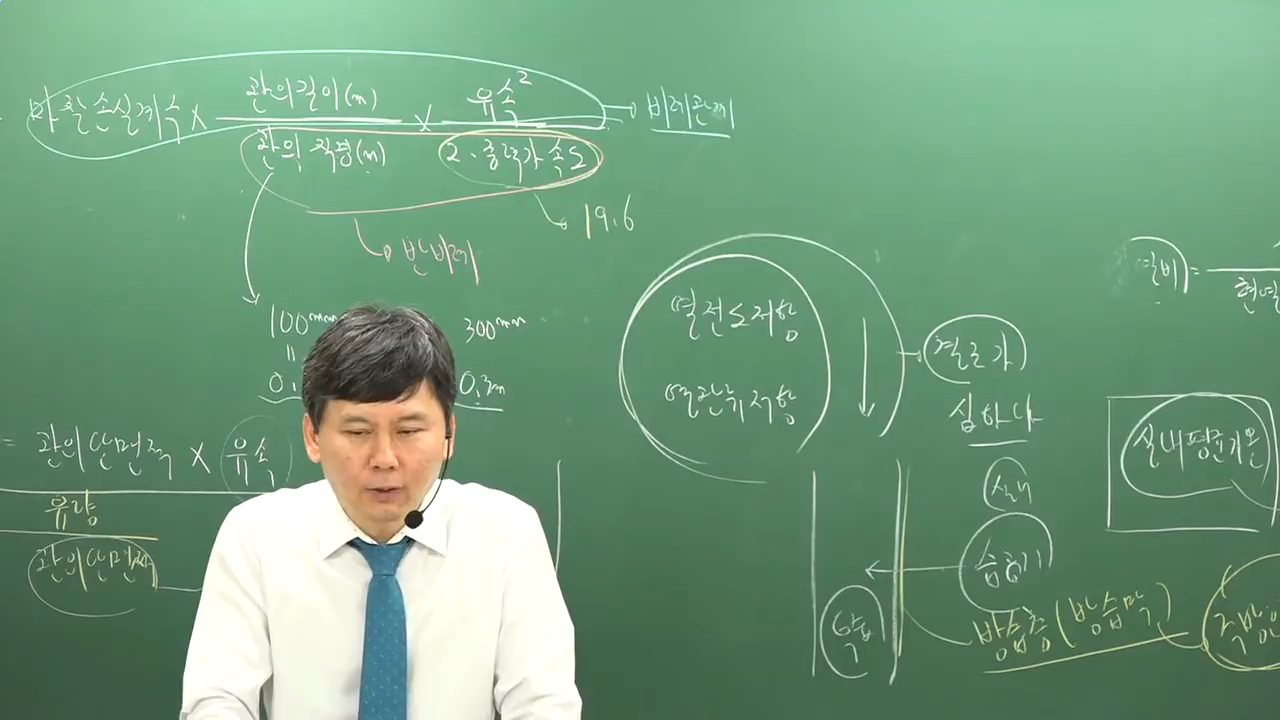 마찰손실계수 × 관의길이(m) × 유속² → 비례관계
관의 직경(m) 2·중력가속도
19.6
반비례
100mm 300mm
=
0. 0.3m
= 관의단면적 × 유속
유량
관의단면적
열전도저항
열관류저항
결로가
심하다
실내
습공기
방습층(방습막)
=
실내평균기온